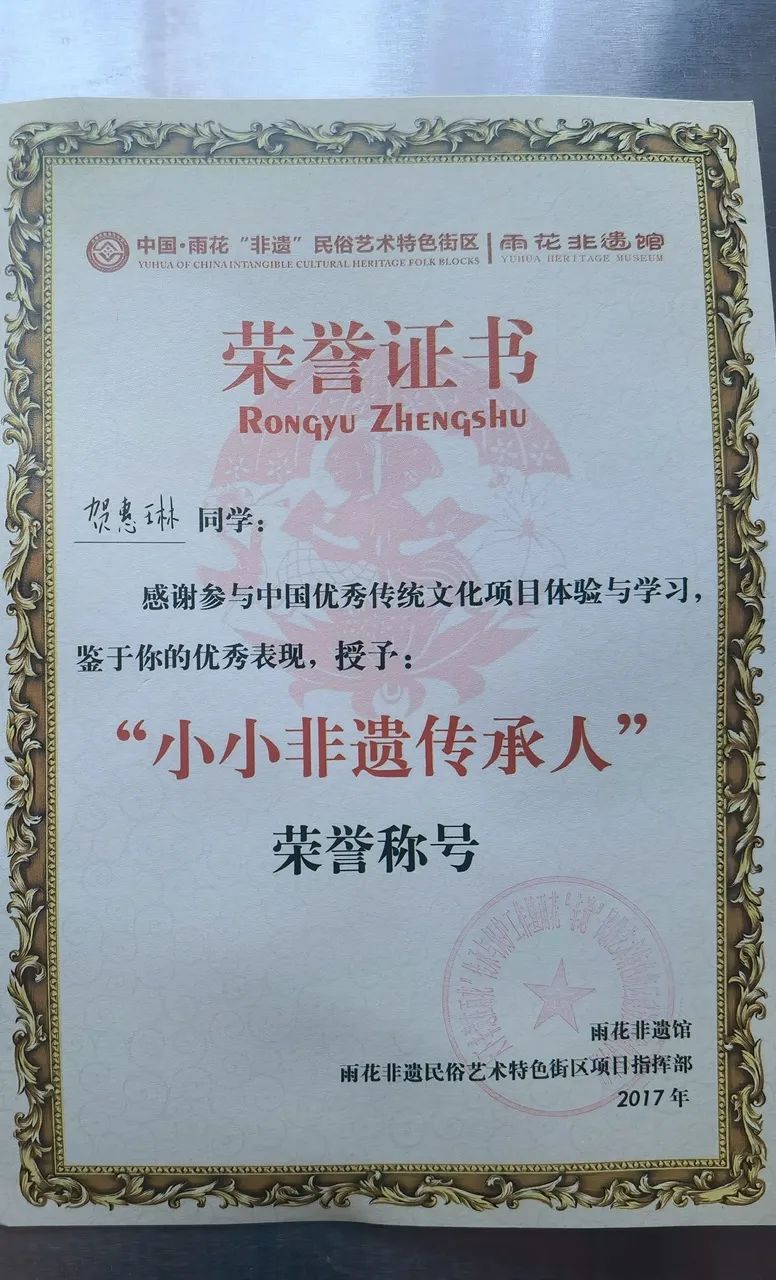 中国·雨花“非遗”民俗艺术特色街区 | 雨花非遗馆
YUHUA OF CHINA INTANGIBLE CULTURAL HERITAGE FOLK BLOCKS YUHUA HERITAGE MUSEUM
荣誉证书
RONGYU ZHENGSHU
贺惠琳 同学：
感谢参与中国优秀传统文化项目体验与学习，
鉴于你的优秀表现，授予：
“小小非遗传承人”
荣誉称号
雨花非遗馆
雨花非遗民俗艺术特色街区项目指挥部
2017 年